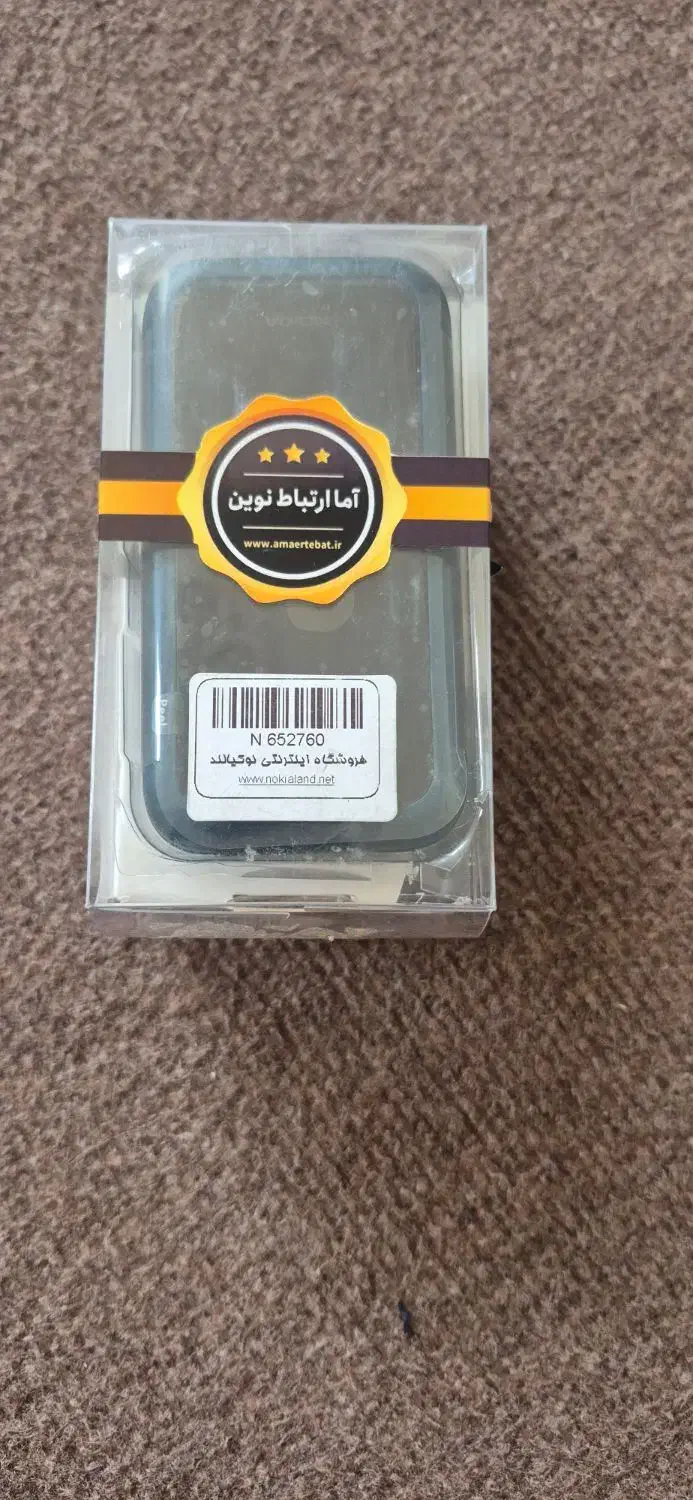 آما ارتباط نوین
www.amaertebat.ir
N 652760
فروشگاه اینترنتی نوکیالند
www.nokialand.net